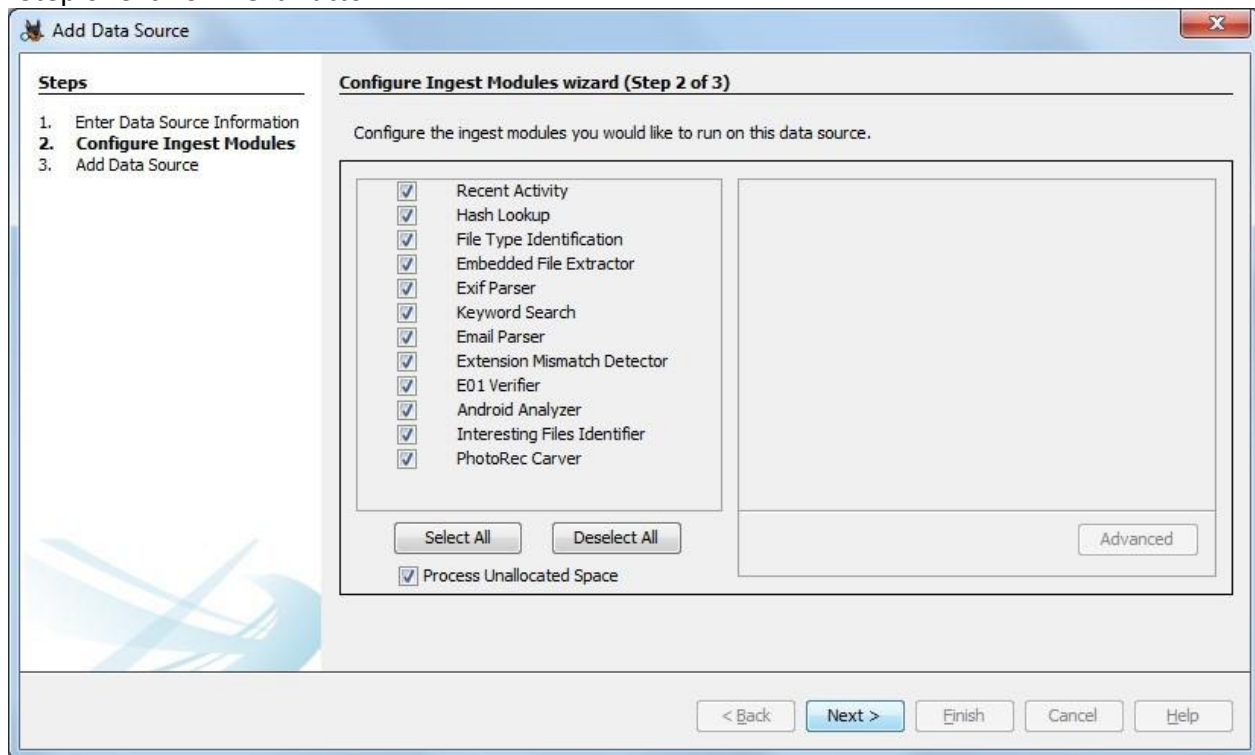 Add Data Source
Steps
1. Enter Data Source Information
2. Configure Ingest Modules
3. Add Data Source
Configure Ingest Modules wizard (Step 2 of 3)
Configure the ingest modules you would like to run on this data source.
Recent Activity
Hash Lookup
File Type Identification
Embedded File Extractor
Exif Parser
Keyword Search
Email Parser
Extension Mismatch Detector
E01 Verifier
Android Analyzer
Interesting Files Identifier
PhotoRec Carver
Select All
Deselect All
Advanced
Process Unallocated Space
< Back
Next >
Finish
Cancel
Help